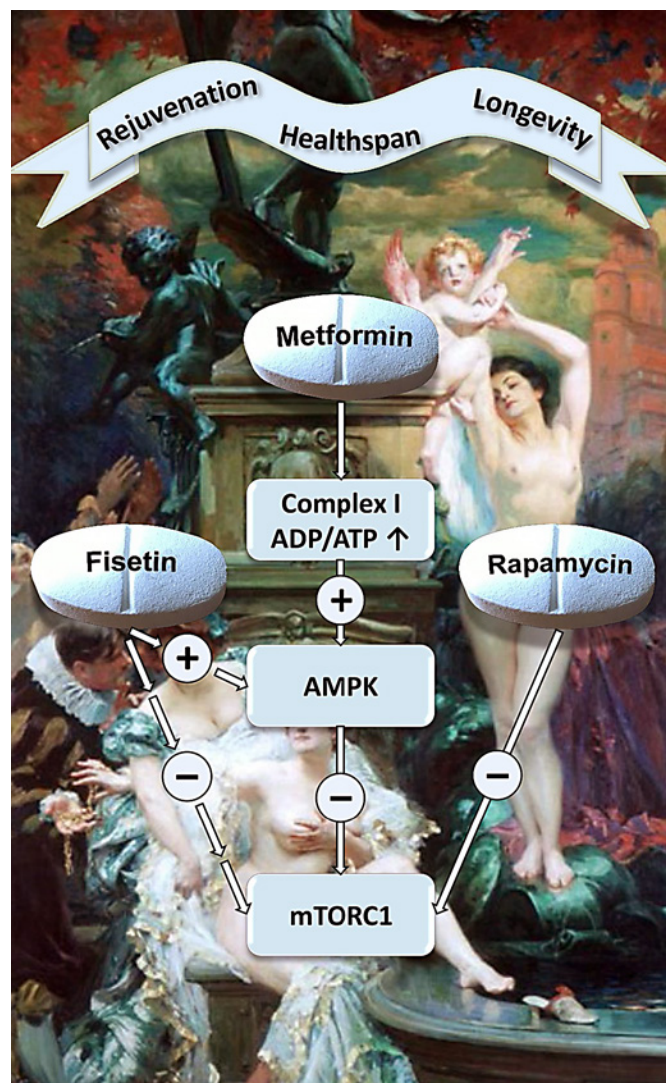 Rejuvenation
Healthspan
Longevity
Metformin
Complex I
ADP/ATP ↑
Fisetin
Rapamycin
+
+
AMPK
−
−
−
mTORC1